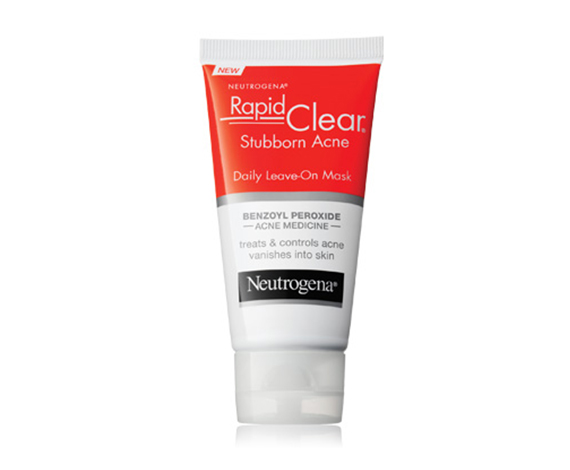 NEW
NEUTROGENA®
Rapid
Clear®
Stubborn Acne
Daily Leave-On Mask
BENZOYL PEROXIDE
ACNE MEDICINE
treats & controls acne
vanishes into skin
Neutrogena®